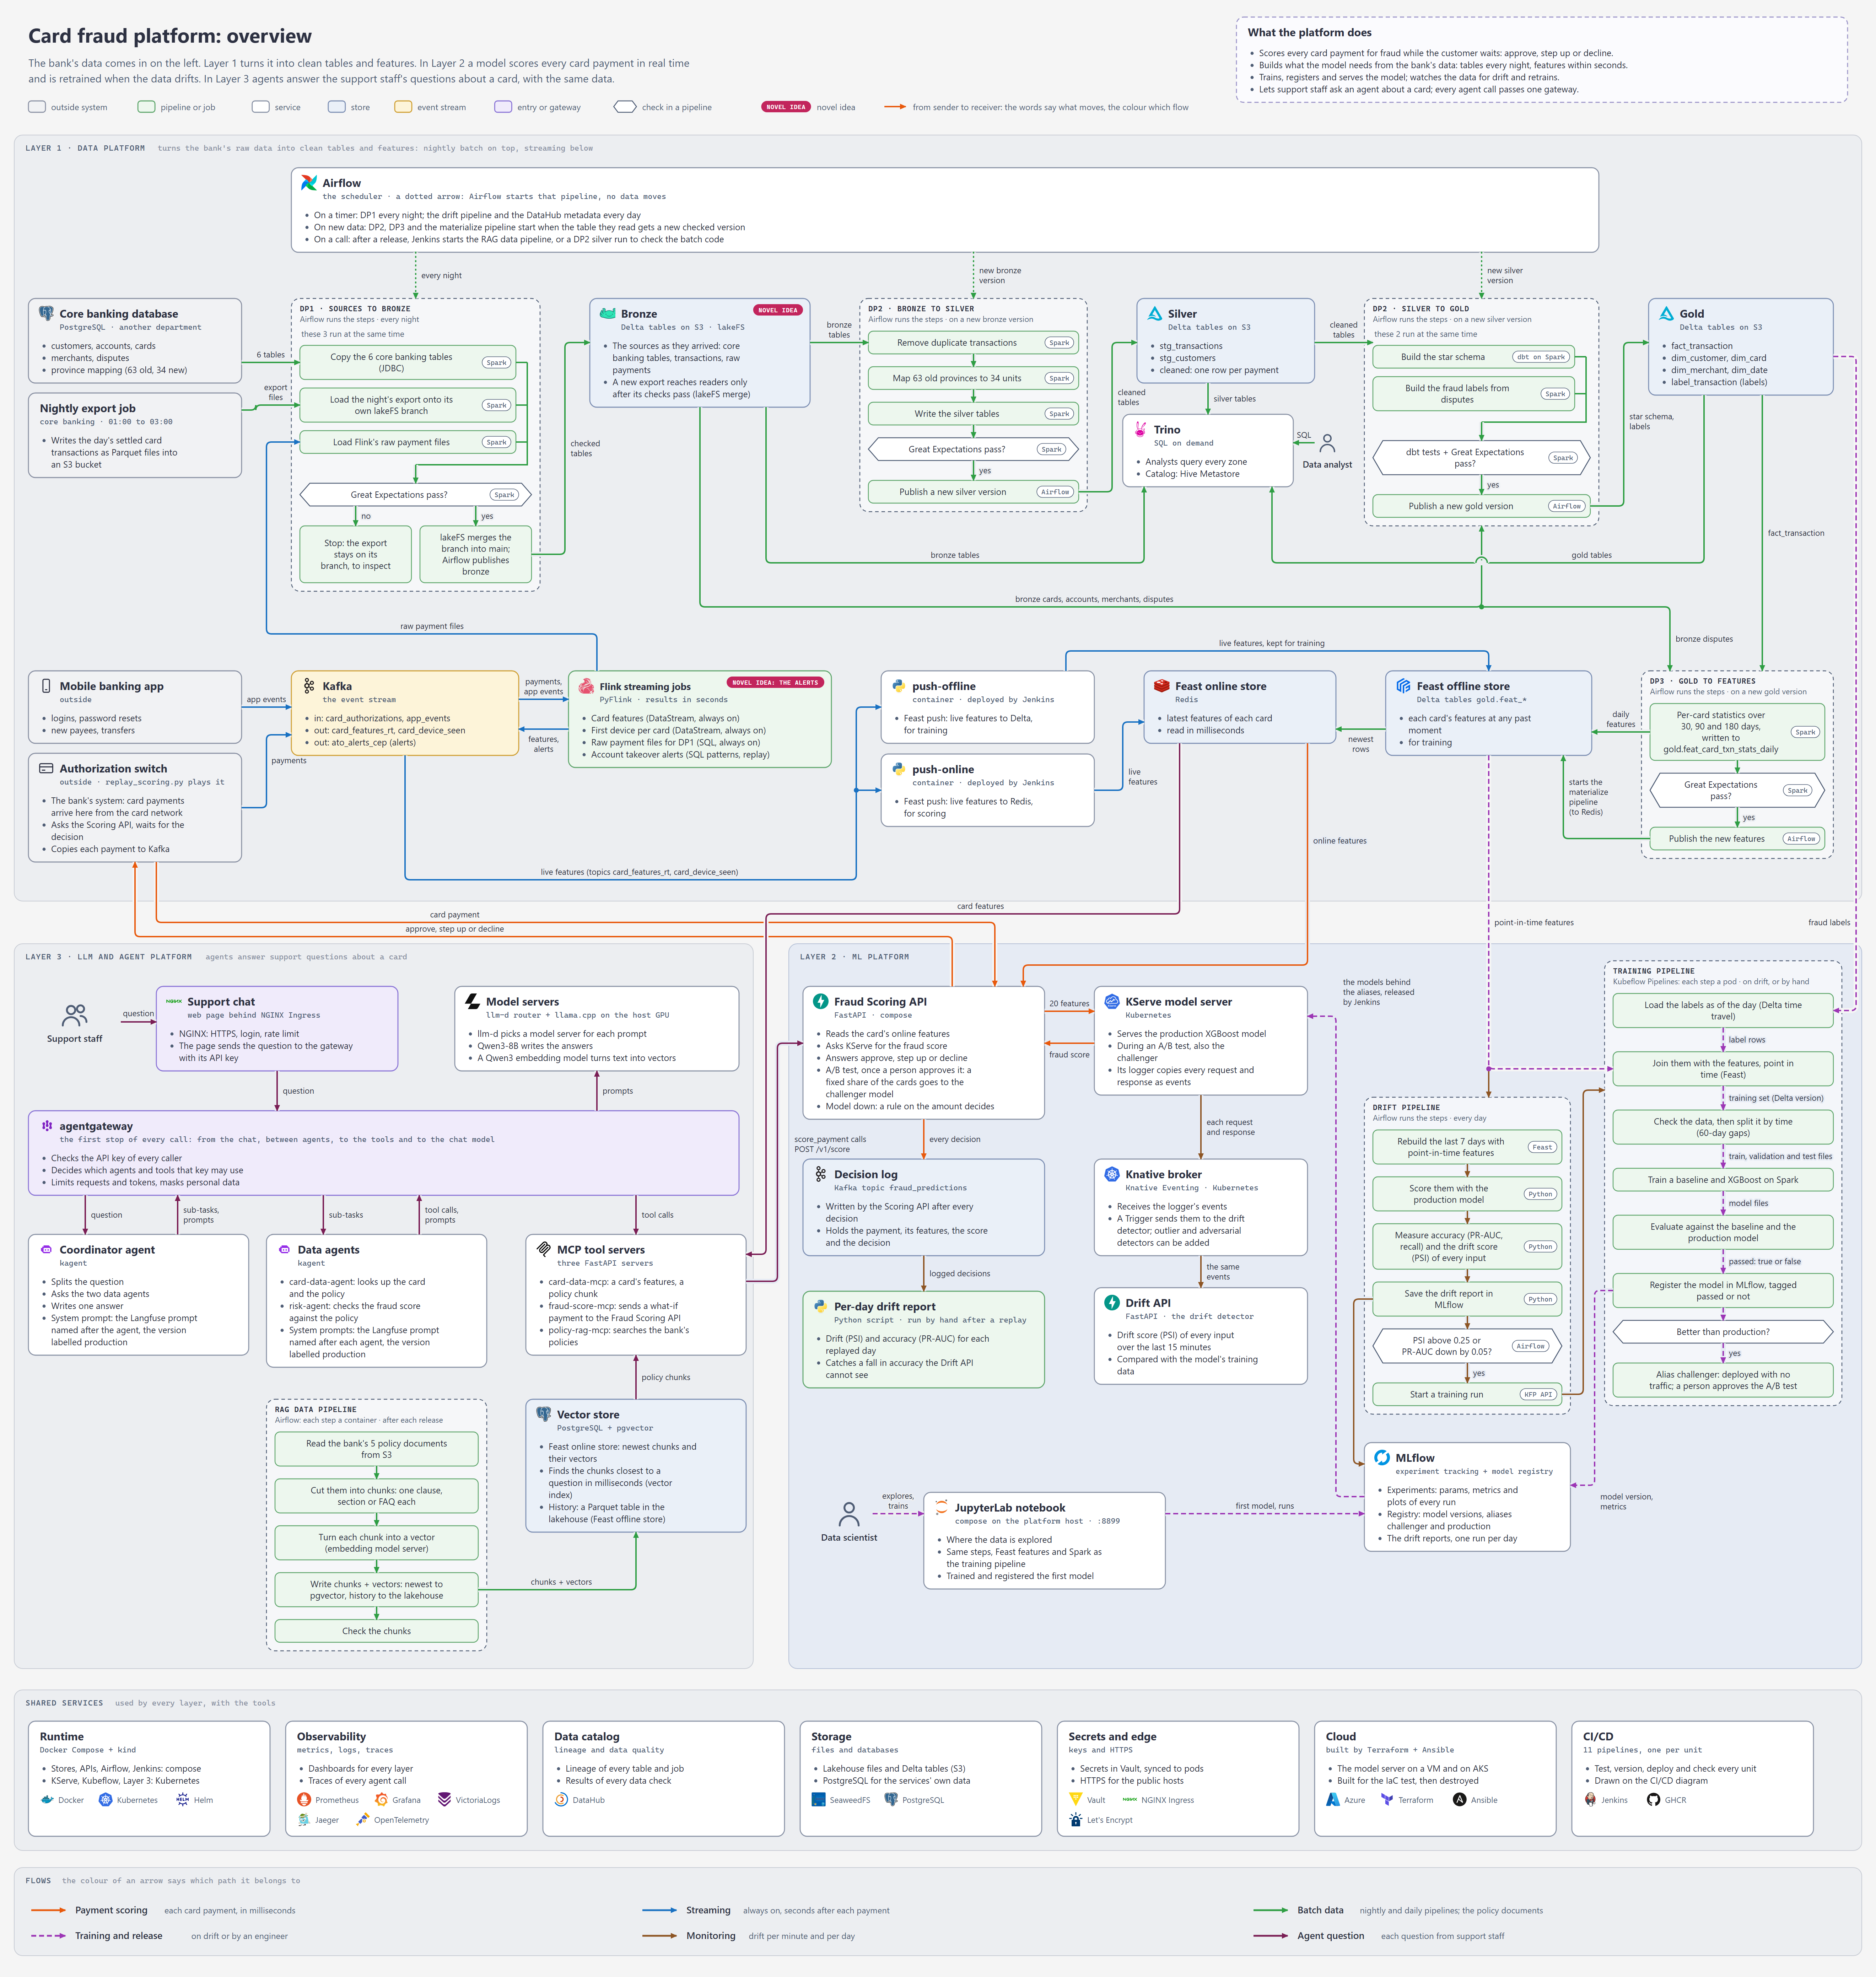 Card fraud platform: overview
The bank's data comes in on the left. Layer 1 turns it into clean tables and features. In Layer 2 a model scores every card payment in real time
and is retrained when the data drifts. In Layer 3 agents answer the support staff's questions about a card, with the same data.
What the platform does
• Scores every card payment for fraud while the customer waits: approve, step up or decline.
• Builds what the model needs from the bank's data: tables every night, features within seconds.
• Trains, registers and serves the model; watches the data for drift and retrains.
• Lets support staff ask an agent about a card; every agent call passes one gateway.
outside system
pipeline or job
service
store
event stream
entry or gateway
check in a pipeline
NOVEL IDEA
novel idea
from sender to receiver: the words say what moves, the colour which flow
LAYER 1 · DATA PLATFORM
turns the bank's raw data into clean tables and features: nightly batch on top, streaming below
Airflow
the scheduler · a dotted arrow: Airflow starts that pipeline, no data moves
• On a timer: DP1 every night; the drift pipeline and the DataHub metadata every day
• On new data: DP2, DP3 and the materialize pipeline start when the table they read gets a new checked version
• On a call: after a release, Jenkins starts the RAG data pipeline, or a DP2 silver run to check the batch code
every night
new bronze
version
new silver
version
Core banking database
PostgreSQL · another department
• customers, accounts, cards
• merchants, disputes
• province mapping (63 old, 34 new)
6 tables
Nightly export job
core banking · 01:00 to 03:00
• Writes the day's settled card
transactions as Parquet files into
an S3 bucket
export
files
DP1 · SOURCES TO BRONZE
Airflow runs the steps · every night
these 3 run at the same time
Copy the 6 core banking tables
(JDBC)
Spark
Load the night's export onto its
own lakeFS branch
Spark
Load Flink's raw payment files
Spark
Great Expectations pass?
Spark
no
yes
Stop: the export
stays on its
branch, to inspect
lakeFS merges the
branch into main;
Airflow publishes
bronze
checked
tables
Bronze
NOVEL IDEA
Delta tables on S3 · lakeFS
• The sources as they arrived: core
banking tables, transactions, raw
payments
• A new export reaches readers only
after its checks pass (lakeFS merge)
bronze
tables
DP2 · BRONZE TO SILVER
Airflow runs the steps · on a new bronze version
Remove duplicate transactions
Spark
Map 63 old provinces to 34 units
Spark
Write the silver tables
Spark
Great Expectations pass?
Spark
yes
Publish a new silver version
Airflow
cleaned
tables
Silver
Delta tables on S3
• stg_transactions
• stg_customers
• cleaned: one row per payment
silver tables
cleaned
tables
Trino
SQL on demand
• Analysts query every zone
• Catalog: Hive Metastore
SQL
Data analyst
DP2 · SILVER TO GOLD
Airflow runs the steps · on a new silver version
these 2 run at the same time
Build the star schema
dbt on Spark
Build the fraud labels from
disputes
Spark
dbt tests + Great Expectations
pass?
Spark
yes
Publish a new gold version
Airflow
star schema,
labels
Gold
Delta tables on S3
• fact_transaction
• dim_customer, dim_card
• dim_merchant, dim_date
• label_transaction (labels)
fact_transaction
bronze tables
gold tables
bronze cards, accounts, merchants, disputes
bronze disputes
raw payment files
live features, kept for training
Mobile banking app
outside
• logins, password resets
• new payees, transfers
app events
Authorization switch
outside · replay_scoring.py plays it
• The bank's system: card payments
arrive here from the card network
• Asks the Scoring API, waits for the
decision
• Copies each payment to Kafka
payments
Kafka
the event stream
• in: card_authorizations, app_events
• out: card_features_rt, card_device_seen
• out: ato_alerts_cep (alerts)
payments,
app events
features,
alerts
Flink streaming jobs
NOVEL IDEA: THE ALERTS
PyFlink · results in seconds
• Card features (DataStream, always on)
• First device per card (DataStream, always on)
• Raw payment files for DP1 (SQL, always on)
• Account takeover alerts (SQL patterns, replay)
push-offline
container · deployed by Jenkins
• Feast push: live features to Delta,
for training
push-online
container · deployed by Jenkins
• Feast push: live features to Redis,
for scoring
live
features
Feast online store
Redis
• latest features of each card
• read in milliseconds
newest
rows
Feast offline store
Delta tables gold.feat_*
• each card's features at any past
moment
• for training
daily
features
starts the
materialize
pipeline
(to Redis)
DP3 · GOLD TO FEATURES
Airflow runs the steps · on a new gold version
Per-card statistics over
30, 90 and 180 days,
written to
gold.feat_card_txn_stats_daily
Spark
Great Expectations
pass?
Spark
yes
Publish the new features
Airflow
online features
live features (topics card_features_rt, card_device_seen)
card features
card payment
approve, step up or decline
point-in-time features
fraud labels
LAYER 3 · LLM AND AGENT PLATFORM
agents answer support questions about a card
Support staff
question
Support chat
web page behind NGINX Ingress
• NGINX: HTTPS, login, rate limit
• The page sends the question to the gateway
with its API key
question
Model servers
llm-d router + llama.cpp on the host GPU
• llm-d picks a model server for each prompt
• Qwen3-8B writes the answers
• A Qwen3 embedding model turns text into vectors
prompts
agentgateway
the first stop of every call: from the chat, between agents, to the tools and to the chat model
• Checks the API key of every caller
• Decides which agents and tools that key may use
• Limits requests and tokens, masks personal data
question
sub-tasks,
prompts
sub-tasks
tool calls,
prompts
tool calls
Coordinator agent
kagent
• Splits the question
• Asks the two data agents
• Writes one answer
• System prompt: the Langfuse prompt
named after the agent, the version
labelled production
Data agents
kagent
• card-data-agent: looks up the card
and the policy
• risk-agent: checks the fraud score
against the policy
• System prompts: the Langfuse prompt
named after each agent, the version
labelled production
MCP tool servers
three FastAPI servers
• card-data-mcp: a card's features, a
policy chunk
• fraud-score-mcp: sends a what-if
payment to the Fraud Scoring API
• policy-rag-mcp: searches the bank's
policies
policy chunks
RAG DATA PIPELINE
Airflow: each step a container · after each release
Read the bank's 5 policy documents
from S3
Cut them into chunks: one clause,
section or FAQ each
Turn each chunk into a vector
(embedding model server)
Write chunks + vectors: newest to
pgvector, history to the lakehouse
Check the chunks
chunks + vectors
Vector store
PostgreSQL + pgvector
• Feast online store: newest chunks and
their vectors
• Finds the chunks closest to a
question in milliseconds (vector
index)
• History: a Parquet table in the
lakehouse (Feast offline store)
LAYER 2 · ML PLATFORM
Fraud Scoring API
FastAPI · compose
• Reads the card's online features
• Asks KServe for the fraud score
• Answers approve, step up or decline
• A/B test, once a person approves it: a
fixed share of the cards goes to the
challenger model
• Model down: a rule on the amount decides
20 features
fraud score
KServe model server
Kubernetes
• Serves the production XGBoost model
• During an A/B test, also the
challenger
• Its logger copies every request and
response as events
the models behind
the aliases, released
by Jenkins
score_payment calls
POST /v1/score
every decision
each request
and response
Decision log
Kafka topic fraud_predictions
• Written by the Scoring API after every
decision
• Holds the payment, its features, the score
and the decision
logged decisions
Knative broker
Knative Eventing · Kubernetes
• Receives the logger's events
• A Trigger sends them to the drift
detector; outlier and adversarial
detectors can be added
the same
events
Per-day drift report
Python script · run by hand after a replay
• Drift (PSI) and accuracy (PR-AUC) for each
replayed day
• Catches a fall in accuracy the Drift API
cannot see
Drift API
FastAPI · the drift detector
• Drift score (PSI) of every input
over the last 15 minutes
• Compared with the model's training
data
DRIFT PIPELINE
Airflow runs the steps · every day
Rebuild the last 7 days with
point-in-time features
Feast
Score them with the
production model
Python
Measure accuracy (PR-AUC,
recall) and the drift score
(PSI) of every input
Python
Save the drift report in
MLflow
Python
PSI above 0.25 or
PR-AUC down by 0.05?
Airflow
yes
Start a training run
KFP API
TRAINING PIPELINE
Kubeflow Pipelines: each step a pod · on drift, or by hand
Load the labels as of the day (Delta time
travel)
label rows
Join them with the features, point in
time (Feast)
training set (Delta version)
Check the data, then split it by time
(60-day gaps)
train, validation and test files
Train a baseline and XGBoost on Spark
model files
Evaluate against the baseline and the
production model
passed: true or false
Register the model in MLflow, tagged
passed or not
Better than production?
yes
Alias challenger: deployed with no
traffic; a person approves the A/B test
MLflow
experiment tracking + model registry
• Experiments: params, metrics and
plots of every run
• Registry: model versions, aliases
challenger and production
• The drift reports, one run per day
model version,
metrics
Data scientist
explores,
trains
JupyterLab notebook
compose on the platform host · :8899
• Where the data is explored
• Same steps, Feast features and Spark as
the training pipeline
• Trained and registered the first model
first model, runs
SHARED SERVICES
used by every layer, with the tools
Runtime
Docker Compose + kind
• Stores, APIs, Airflow, Jenkins: compose
• KServe, Kubeflow, Layer 3: Kubernetes
Docker
Kubernetes
HELM
Helm
Observability
metrics, logs, traces
• Dashboards for every layer
• Traces of every agent call
Prometheus
Grafana
VictoriaLogs
Jaeger
OpenTelemetry
Data catalog
lineage and data quality
• Lineage of every table and job
• Results of every data check
DataHub
Storage
files and databases
• Lakehouse files and Delta tables (S3)
• PostgreSQL for the services' own data
SeaweedFS
PostgreSQL
Secrets and edge
keys and HTTPS
• Secrets in Vault, synced to pods
• HTTPS for the public hosts
Vault
NGINX
NGINX Ingress
Let's Encrypt
Cloud
built by Terraform + Ansible
• The model server on a VM and on AKS
• Built for the IaC test, then destroyed
Azure
Terraform
Ansible
CI/CD
11 pipelines, one per unit
• Test, version, deploy and check every unit
• Drawn on the CI/CD diagram
Jenkins
GHCR
FLOWS
the colour of an arrow says which path it belongs to
Payment scoring
each card payment, in milliseconds
Streaming
always on, seconds after each payment
Batch data
nightly and daily pipelines; the policy documents
Training and release
on drift or by an engineer
Monitoring
drift per minute and per day
Agent question
each question from support staff